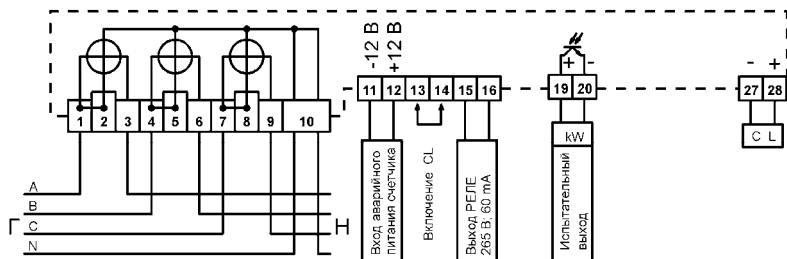 -12 В
+12 В
+ -
- +
1 2 3 4 5 6 7 8 9 10
11 12 13 14 15 16
19 20
27 28
kW
C L
Вход аварийного
питания счетчика
Включение CL
Выход РЕЛЕ
265 В; 60 mA
Испытательный
выход
A
B
C
N
Г
Н